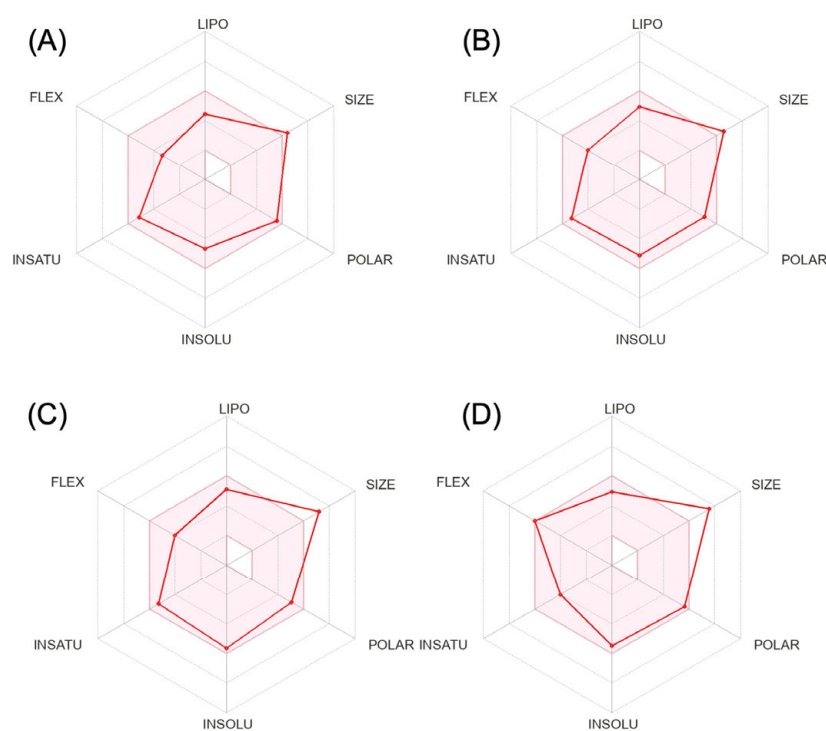 (A)
LIPO
FLEX
SIZE
INSATU
POLAR
INSOLU
(B)
LIPO
FLEX
SIZE
INSATU
POLAR
INSOLU
(C)
LIPO
FLEX
SIZE
INSATU
POLAR
INSOLU
(D)
LIPO
FLEX
SIZE
INSATU
POLAR
INSOLU